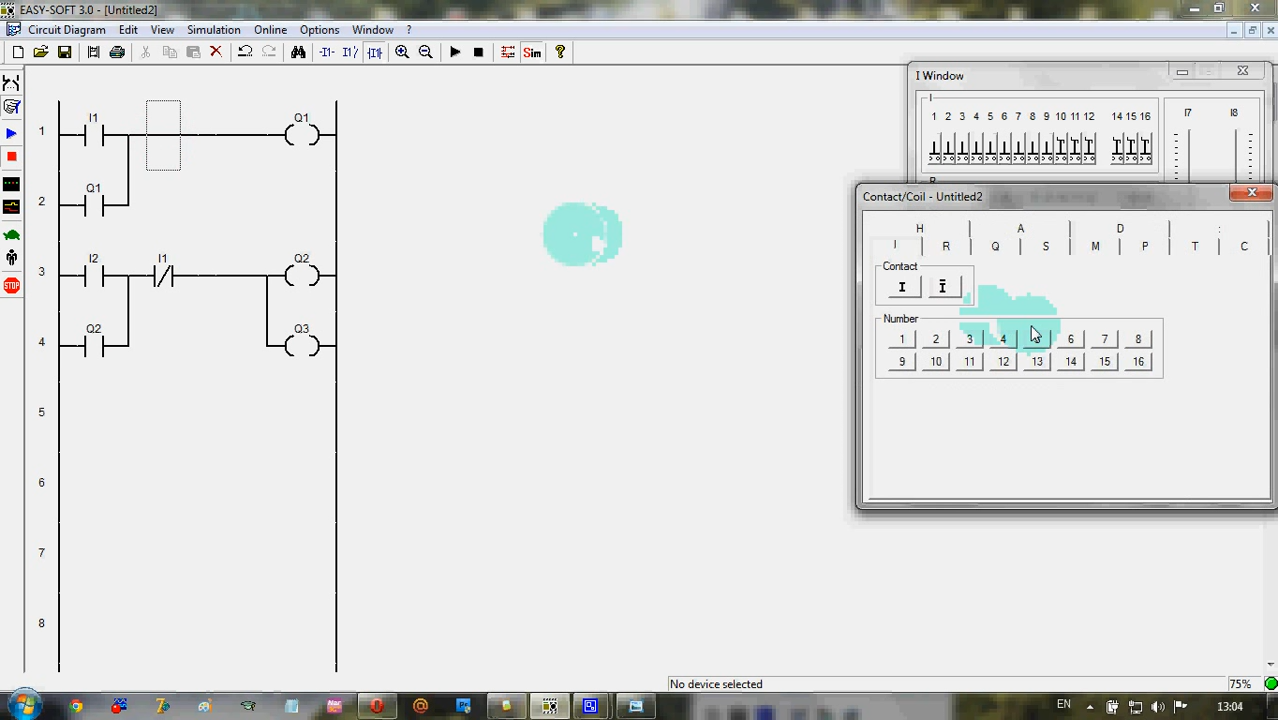 EASY-SOFT 3.0 - [Untitled2]
Circuit Diagram Edit View Simulation Online Options Window ?
Sim
I Window
I
1 2 3 4 5 6 7 8 9 10 11 12 14 15 16
I7 I8
Contact/Coil - Untitled2
H A D :
I R Q S M P T C
Contact
I Ī
Number
1 2 3 4 5 6 7 8
9 10 11 12 13 14 15 16
I1 Q1
1
Q1
2
I2 I1 Q2
3
Q2 Q3
4
5
6
7
8
STOP
No device selected
75%
EN
13:04